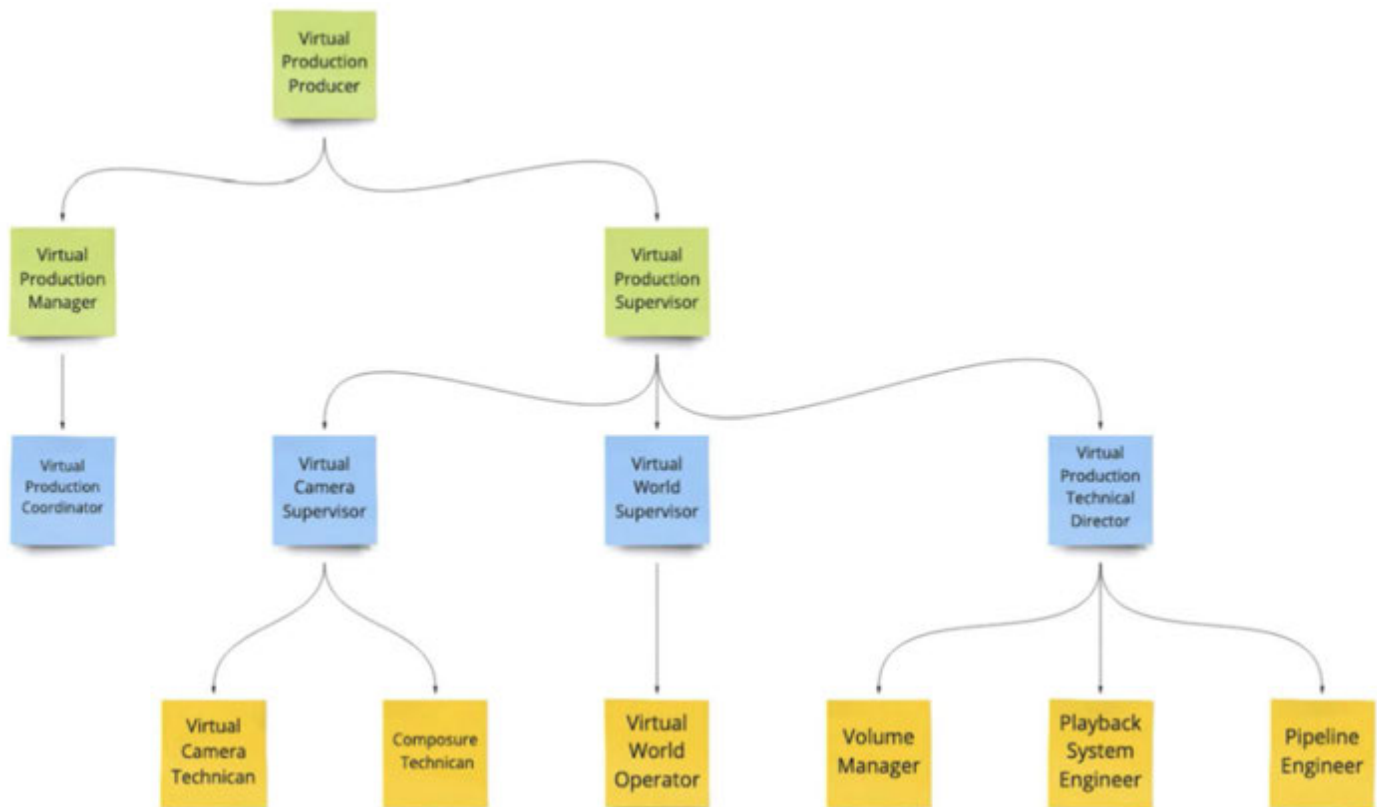 Virtual
Production
Producer
Virtual
Production
Manager
Virtual
Production
Supervisor
Virtual
Production
Coordinator
Virtual
Camera
Supervisor
Virtual
World
Supervisor
Virtual
Production
Technical
Director
Virtual
Camera
Technican
Composure
Technican
Virtual
World
Operator
Volume
Manager
Playback
System
Engineer
Pipeline
Engineer